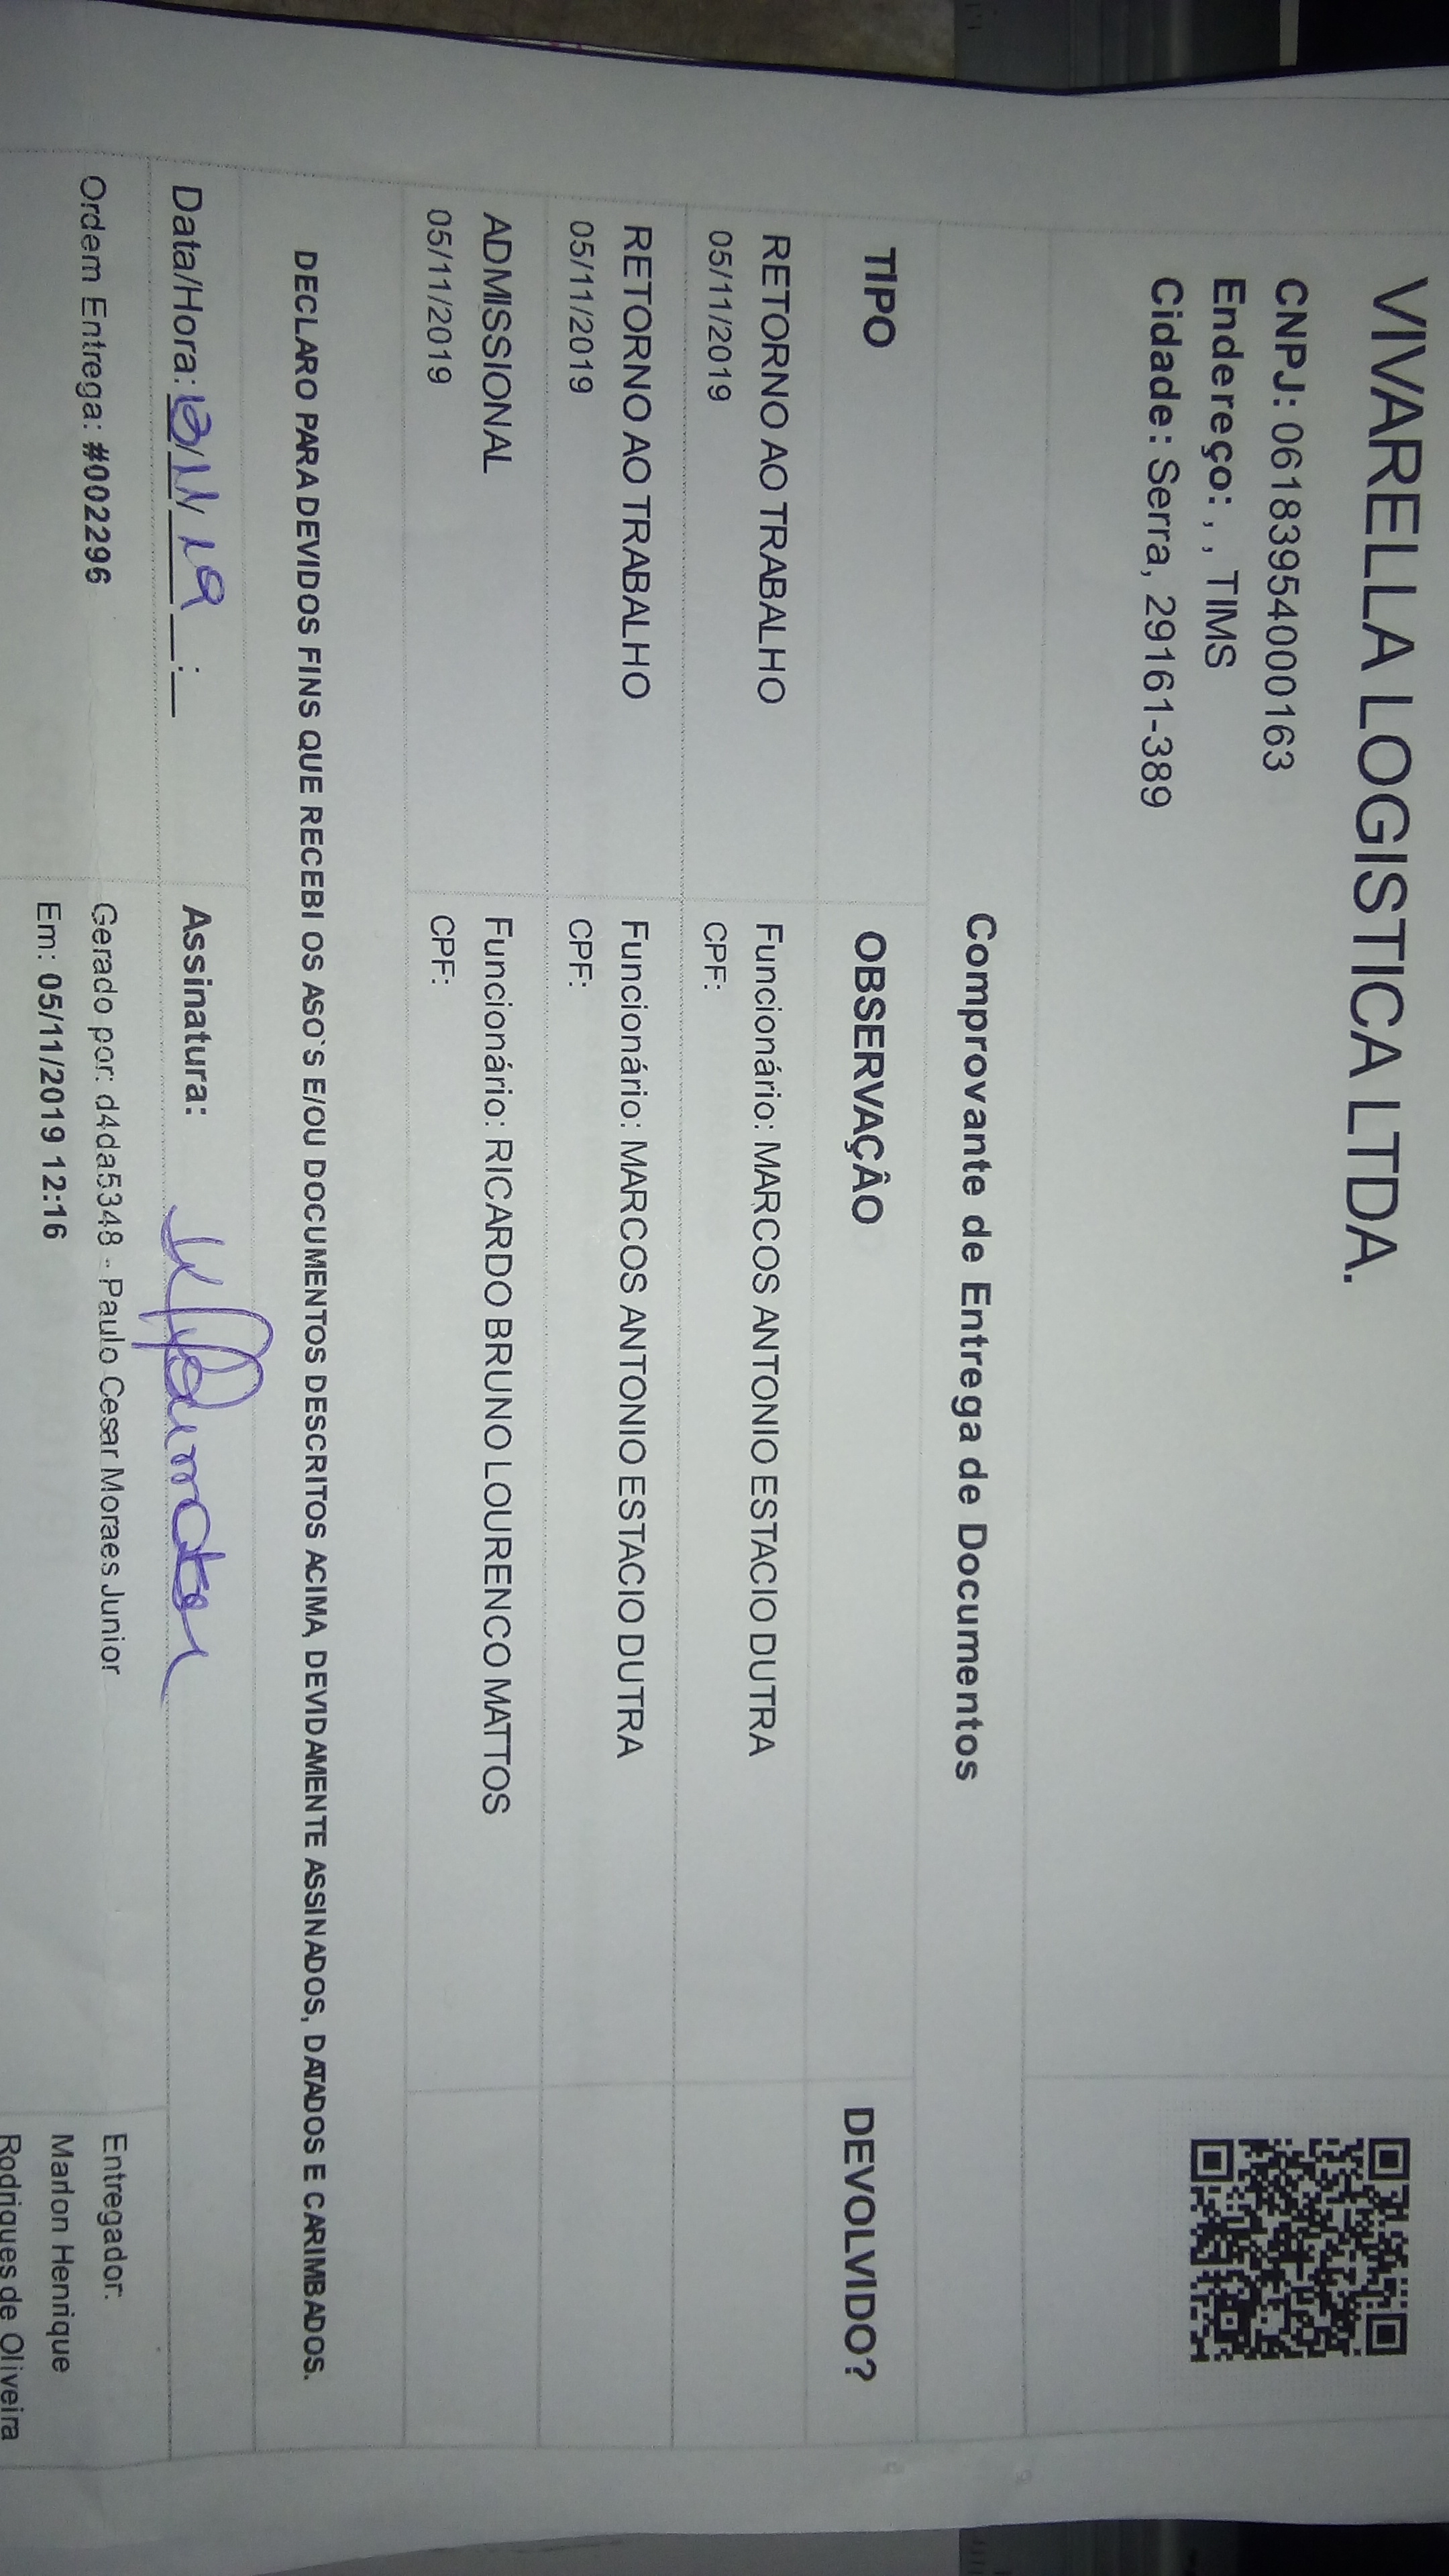 VIVARELLA LOGISTICA LTDA.
CNPJ: 06183954000163
Endereço: , , TIMS
Cidade: Serra, 29161-389
Comprovante de Entrega de Documentos
TIPO OBSERVAÇÂO DEVOLVIDO?
RETORNO AO TRABALHO Funcionário: MARCOS ANTONIO ESTACIO DUTRA
05/11/2019 CPF:
RETORNO AO TRABALHO Funcionário: MARCOS ANTONIO ESTACIO DUTRA
05/11/2019 CPF:
ADMISSIONAL Funcionário: RICARDO BRUNO LOURENCO MATTOS
05/11/2019 CPF:
DECLARO PARA DEVIDOS FINS QUE RECEBI OS ASO`S E/OU DOCUMENTOS DESCRITOS ACIMA, DEVIDAMENTE ASSINADOS, DATADOS E CARIMBADOS.
Data/Hora: /11/19 __:__ Assinatura:
Ordem Entrega: #002296 Gerado por: d4da5348 - Paulo Cesar Moraes Junior Entregador:
Em: 05/11/2019 12:16 Marlon Henrique
Rodrigues de Oliveira